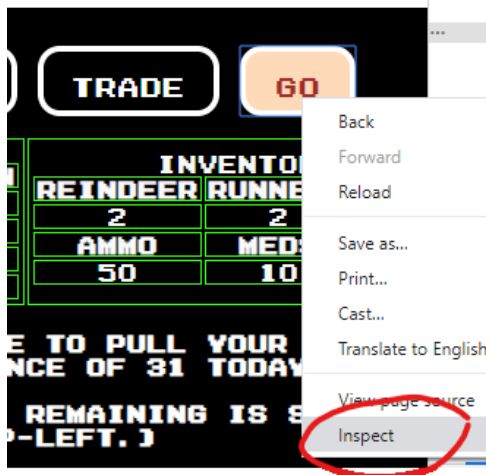 TRADE GO
INVENTO
REINDEER RUNNE
2 2
AMMO MEDS
50 10
E TO PULL YOUR
NCE OF 31 TODAY
REMAINING IS S
P-LEFT.)
...
Back
Forward
Reload
Save as...
Print...
Cast...
Translate to English
View page source
Inspect